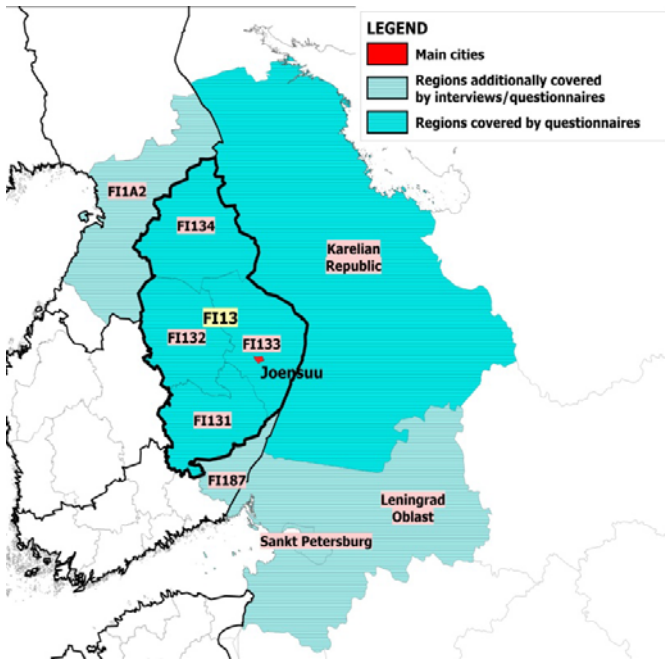 LEGEND
Main cities
Regions additionally covered
by interviews/questionnaires
Regions covered by questionnaires
FI1A2
FI134
Karelian
Republic
FI13
FI132
FI133
Joensuu
FI131
FI187
Leningrad
Oblast
Sankt Petersburg